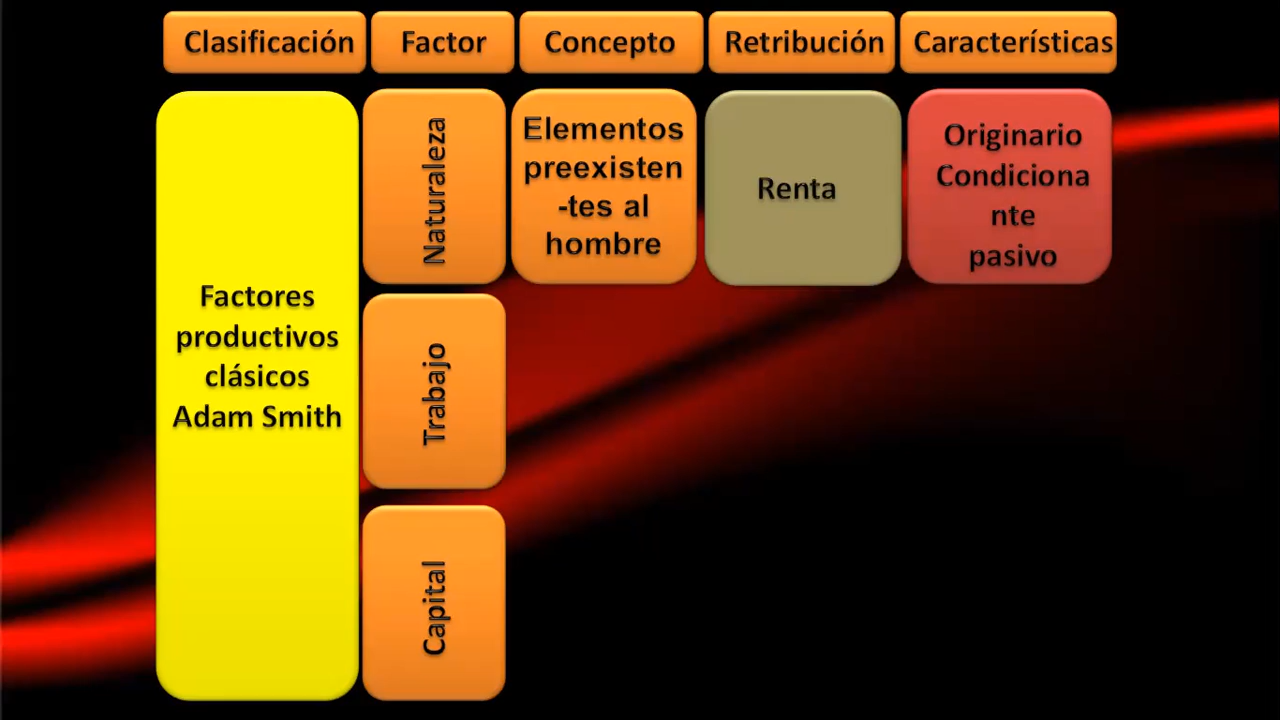 Clasificación
Factor
Concepto
Retribución
Características
Factores
productivos
clásicos
Adam Smith
Naturaleza
Elementos
preexisten
-tes al
hombre
Renta
Originario
Condiciona
nte
pasivo
Trabajo
Capital